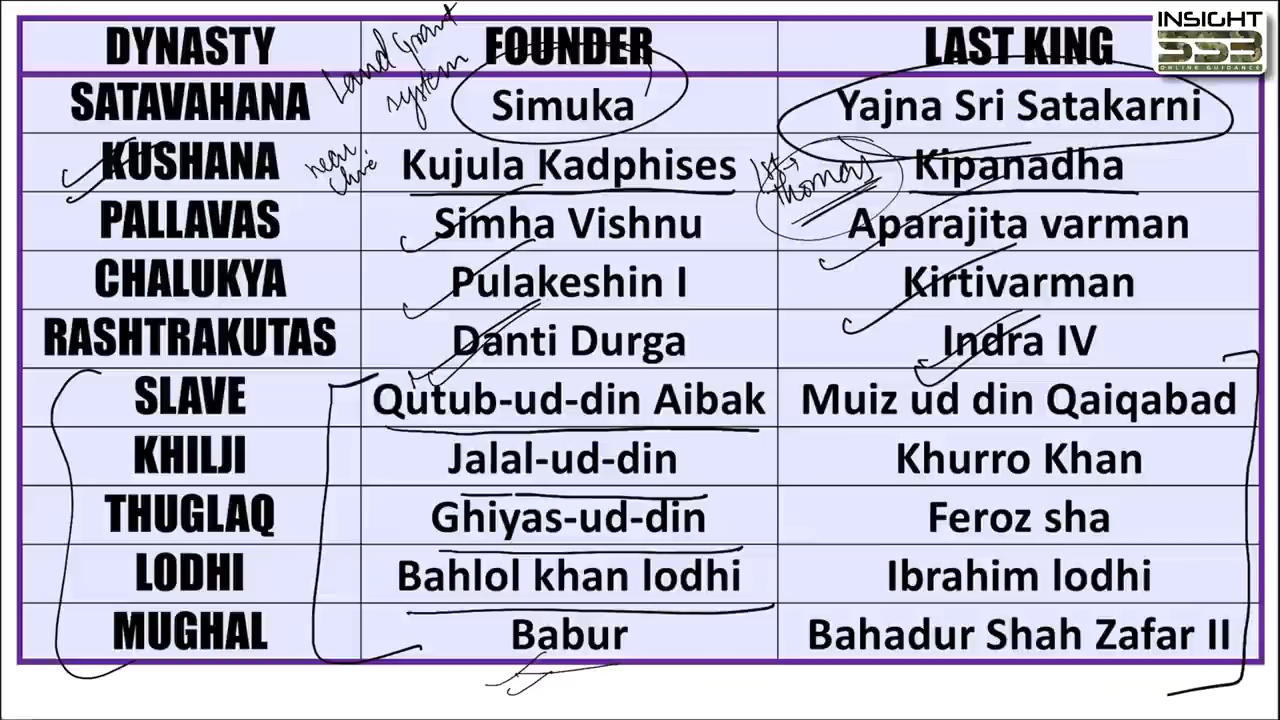 INSIGHT
SSB
ONLINE GUIDANCE
DYNASTY FOUNDER LAST KING
Land Grant
system
SATAVAHANA Simuka Yajna Sri Satakarni
KUSHANA Kujula Kadphises Kipanadha
near
1st
Thomas
PALLAVAS Simha Vishnu Aparajita varman
CHALUKYA Pulakeshin I Kirtivarman
RASHTRAKUTAS Danti Durga Indra IV
SLAVE Qutub-ud-din Aibak Muiz ud din Qaiqabad
KHILJI Jalal-ud-din Khurro Khan
THUGLAQ Ghiyas-ud-din Feroz sha
LODHI Bahlol khan lodhi Ibrahim lodhi
MUGHAL Babur Bahadur Shah Zafar II